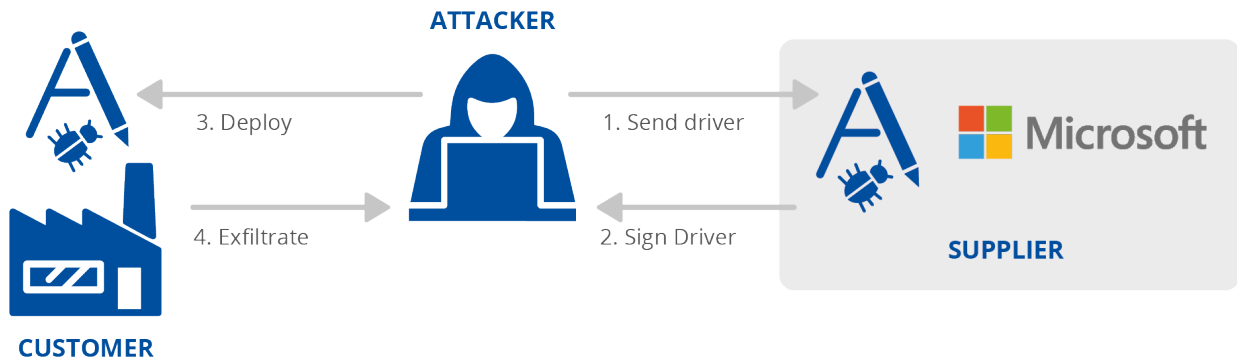 ATTACKER
3. Deploy
1. Send driver
Microsoft
4. Exfiltrate
2. Sign Driver
SUPPLIER
CUSTOMER